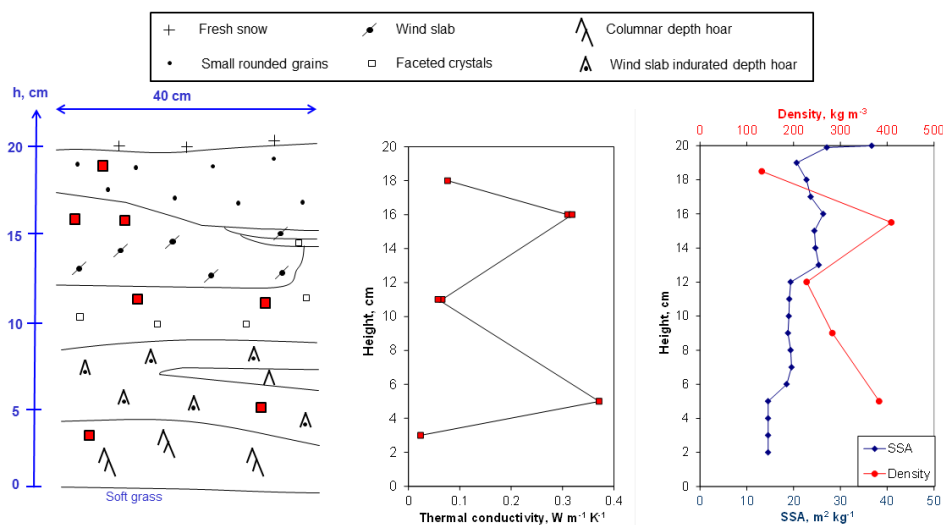 Fresh snow
Wind slab
Columnar depth hoar
Small rounded grains
Faceted crystals
Wind slab indurated depth hoar
h, cm
40 cm
20
15
10
5
0
Soft grass
Height, cm
20
18
16
14
12
10
8
6
4
2
0
0 0.1 0.2 0.3 0.4
Thermal conductivity, W m⁻¹ K⁻¹
Density, kg m⁻³
0 100 200 300 400 500
Height, cm
20
18
16
14
12
10
8
6
4
2
0
SSA
Density
0 10 20 30 40 50
SSA, m² kg⁻¹